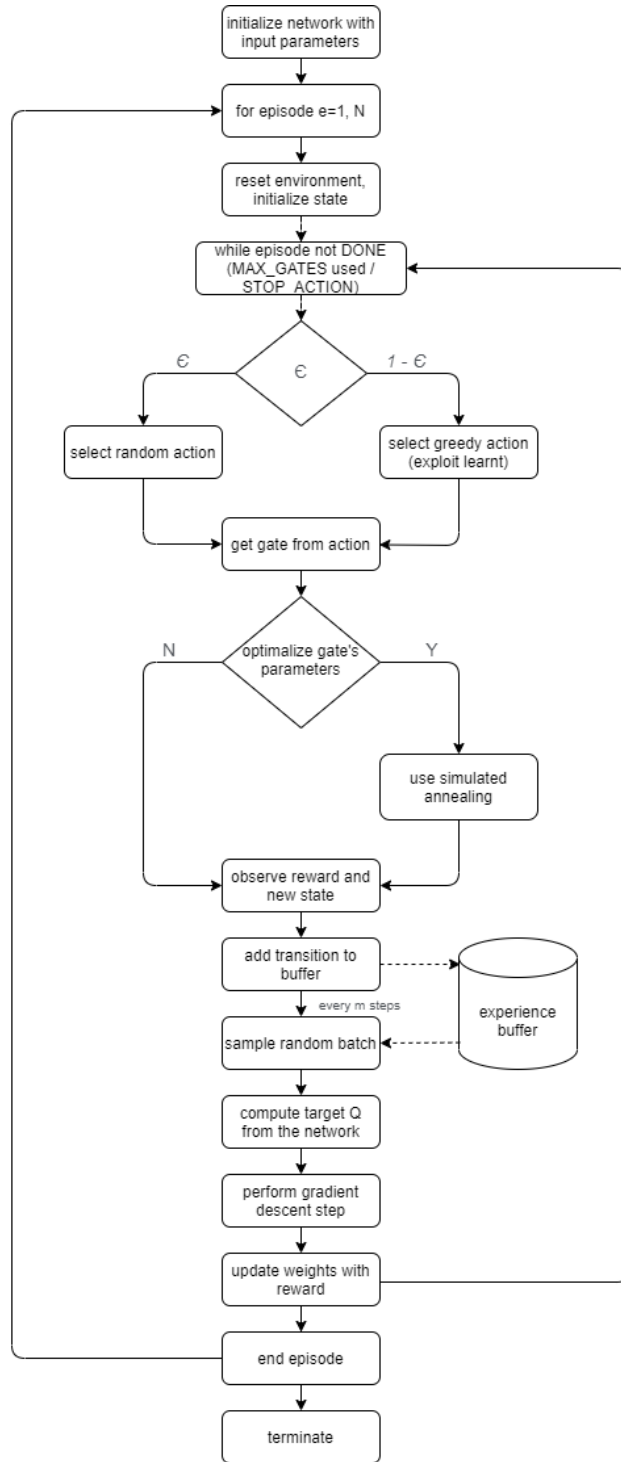 initialize network with
input parameters
for episode e=1, N
reset environment,
initialize state
while episode not DONE
(MAX_GATES used /
STOP_ACTION)
Є
Є
1 - Є
select random action
select greedy action
(exploit learnt)
get gate from action
N
optimalize gate's
parameters
Y
use simulated
annealing
observe reward and
new state
add transition to
buffer
experience
buffer
every m steps
sample random batch
compute target Q
from the network
perform gradient
descent step
update weights with
reward
end episode
terminate